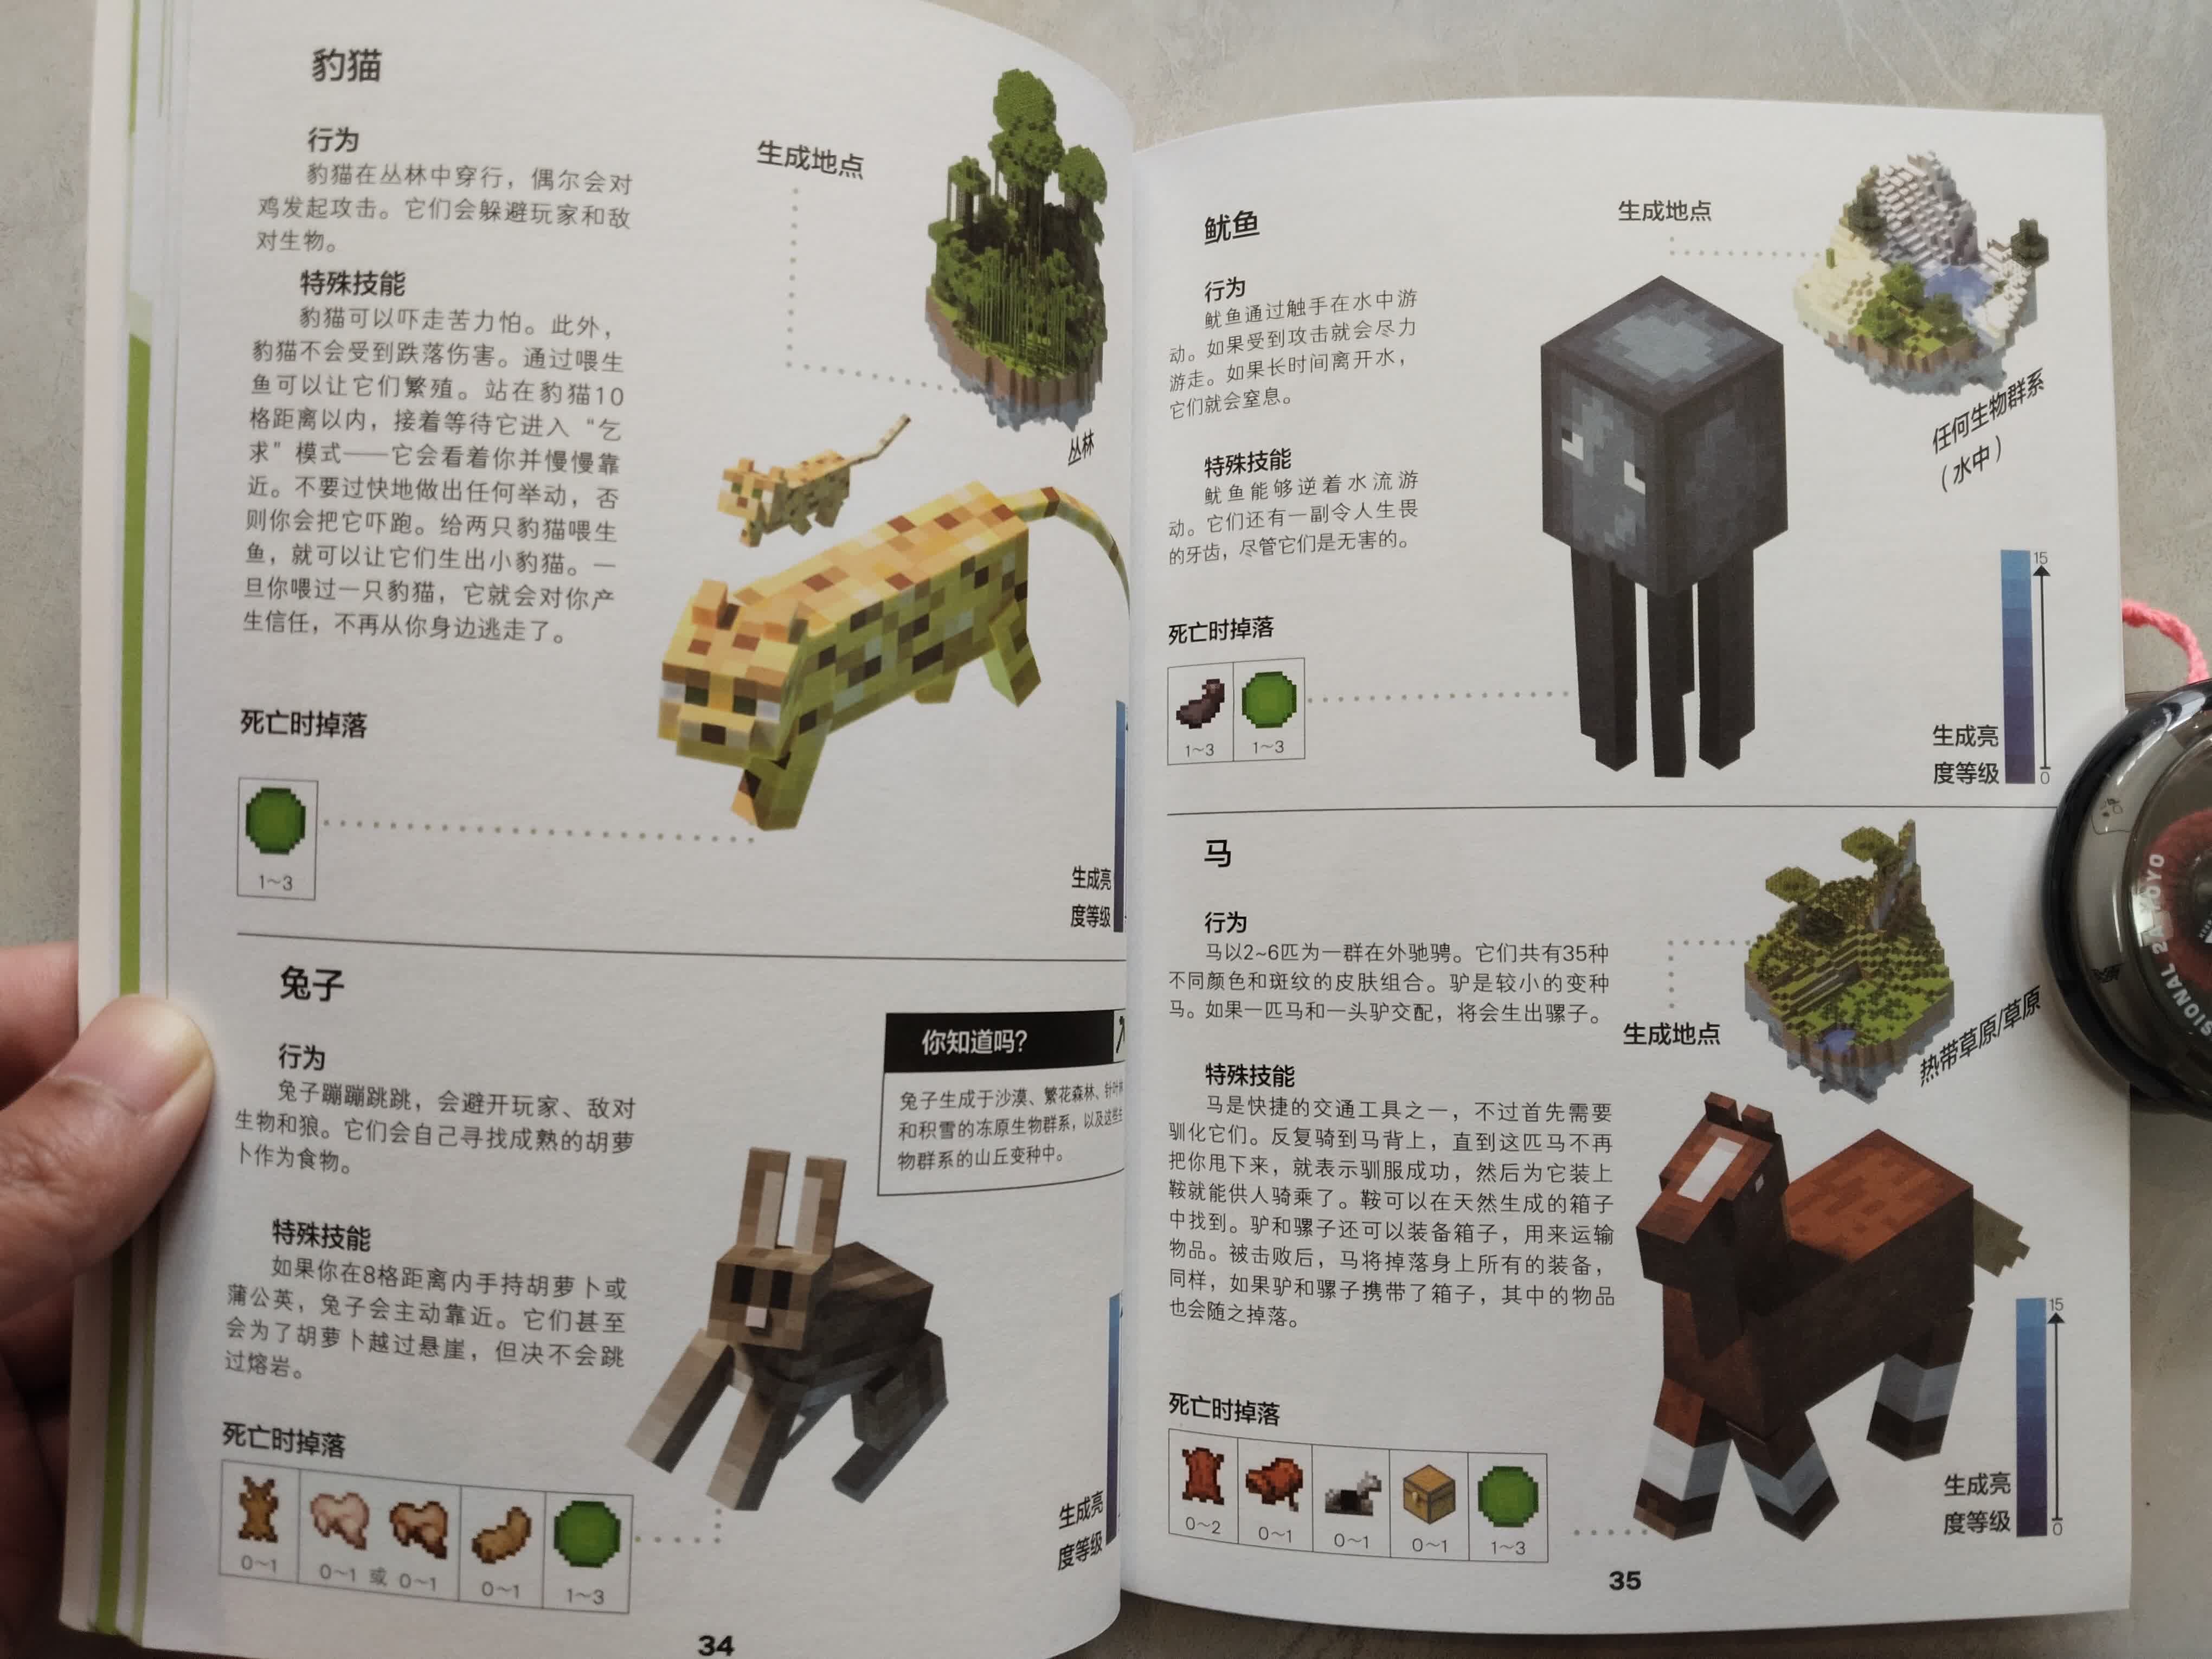 豹猫
行为
豹猫在丛林中穿行，偶尔会对
鸡发起攻击。它们会躲避玩家和敌
对生物。
特殊技能
豹猫可以吓走苦力怕。此外，
豹猫不会受到跌落伤害。通过喂生
鱼可以让它们繁殖。站在豹猫10
格距离以内，接着等待它进入“乞
求”模式——它会看着你并慢慢靠
近。不要过快地做出任何举动，否
则你会把它吓跑。给两只豹猫喂生
鱼，就可以让它们生出小豹猫。一
旦你喂过一只豹猫，它就会对你产
生信任，不再从你身边逃走了。
生成地点
丛林
死亡时掉落
1~3
生成亮
度等级
兔子
行为
兔子蹦蹦跳跳，会避开玩家、敌对
生物和狼。它们会自己寻找成熟的胡萝
卜作为食物。
特殊技能
如果你在8格距离内手持胡萝卜或
蒲公英，兔子会主动靠近。它们甚至
会为了胡萝卜越过悬崖，但决不会跳
过熔岩。
你知道吗？
兔子生成于沙漠、繁花森林、针叶
和积雪的冻原生物群系，以及这些
物群系的山丘变种中。
死亡时掉落
0~1
0~1 或 0~1
0~1
1~3
生成亮
度等级
34
鱿鱼
行为
鱿鱼通过触手在水中游
动。如果受到攻击就会尽力
游走。如果长时间离开水，
它们就会窒息。
特殊技能
鱿鱼能够逆着水流游
动。它们还有一副令人生畏
的牙齿，尽管它们是无害的。
生成地点
任何生物群系
（水中）
死亡时掉落
1~3
1~3
15
生成亮
度等级
0
马
行为
马以2~6匹为一群在外驰骋。它们共有35种
不同颜色和斑纹的皮肤组合。驴是较小的变种
马。如果一匹马和一头驴交配，将会生出骡子。
生成地点
热带草原/草原
特殊技能
马是快捷的交通工具之一，不过首先需要
驯化它们。反复骑到马背上，直到这匹马不再
把你甩下来，就表示驯服成功，然后为它装上
鞍就能供人骑乘了。鞍可以在天然生成的箱子
中找到。驴和骡子还可以装备箱子，用来运输
物品。被击败后，马将掉落身上所有的装备，
同样，如果驴和骡子携带了箱子，其中的物品
也会随之掉落。
死亡时掉落
0~2
0~1
0~1
0~1
1~3
15
生成亮
度等级
0
35